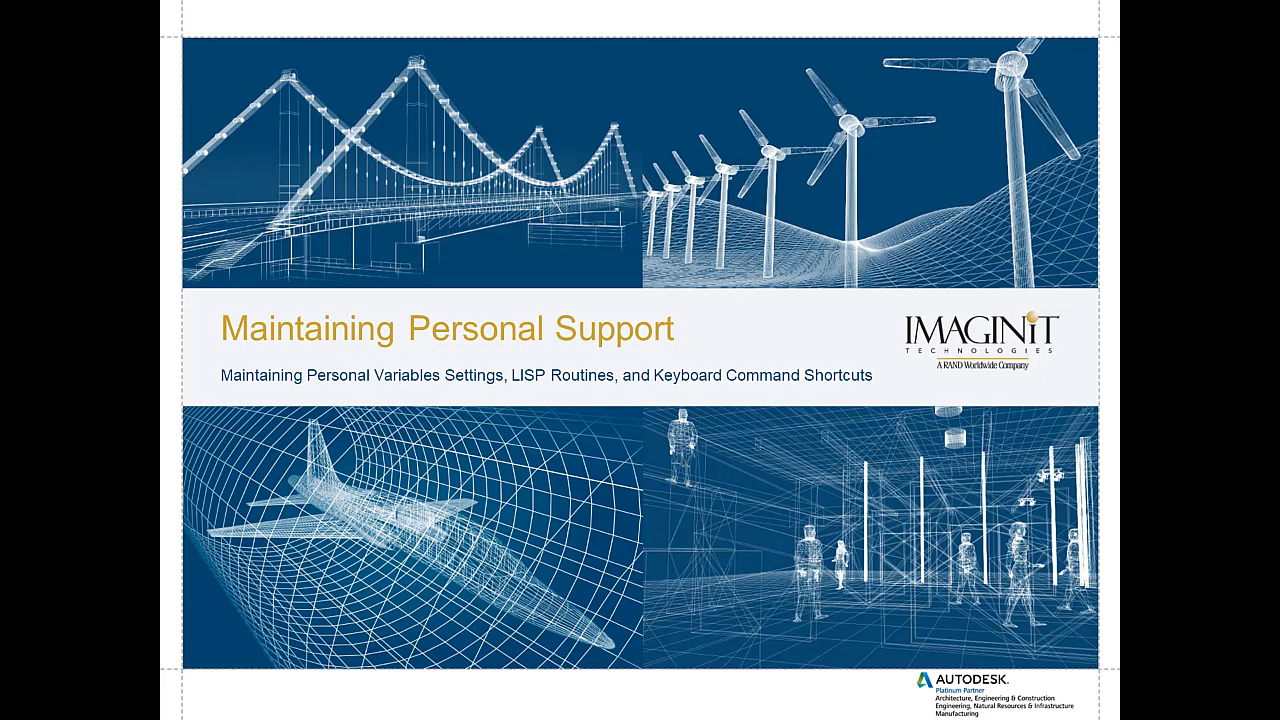 Maintaining Personal Support
Maintaining Personal Variables Settings, LISP Routines, and Keyboard Command Shortcuts
IMAGINiT
TECHNOLOGIES
A RAND Worldwide Company
AUTODESK.
Platinum Partner
Architecture, Engineering & Construction
Engineering, Natural Resources & Infrastructure
Manufacturing